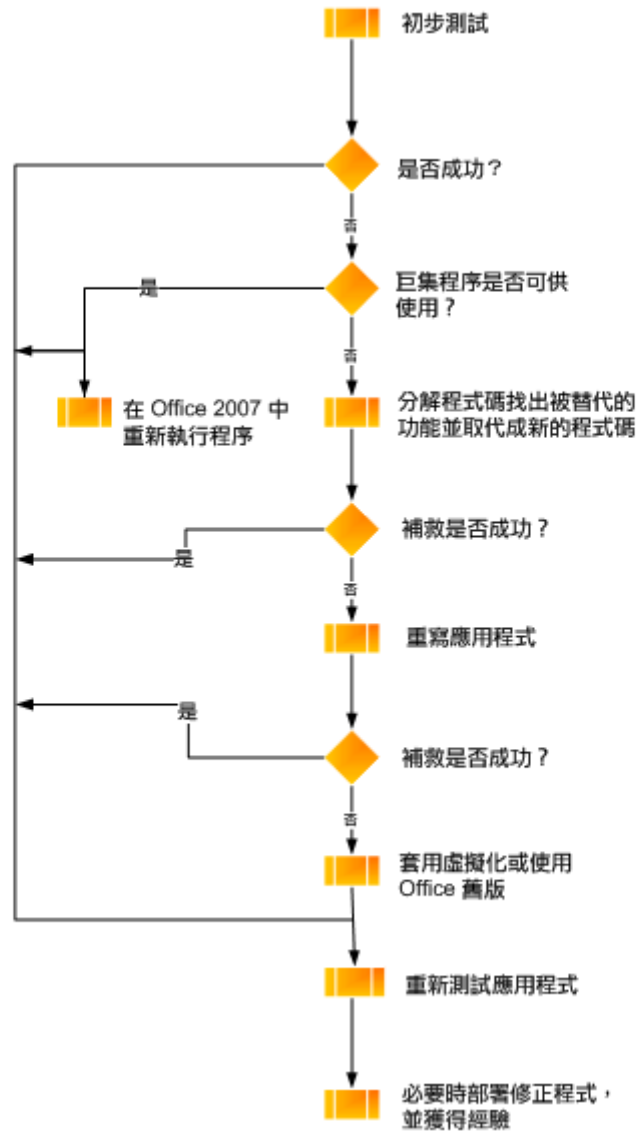 初步測試
是否成功？
否
巨集程序是否可供
使用？
是
否
在 Office 2007 中
重新執行程序
分解程式碼找出被替代的
功能並取代成新的程式碼
補救是否成功？
是
否
重寫應用程式
是
補救是否成功？
否
套用虛擬化或使用
Office 舊版
重新測試應用程式
必要時部署修正程式，
並獲得經驗